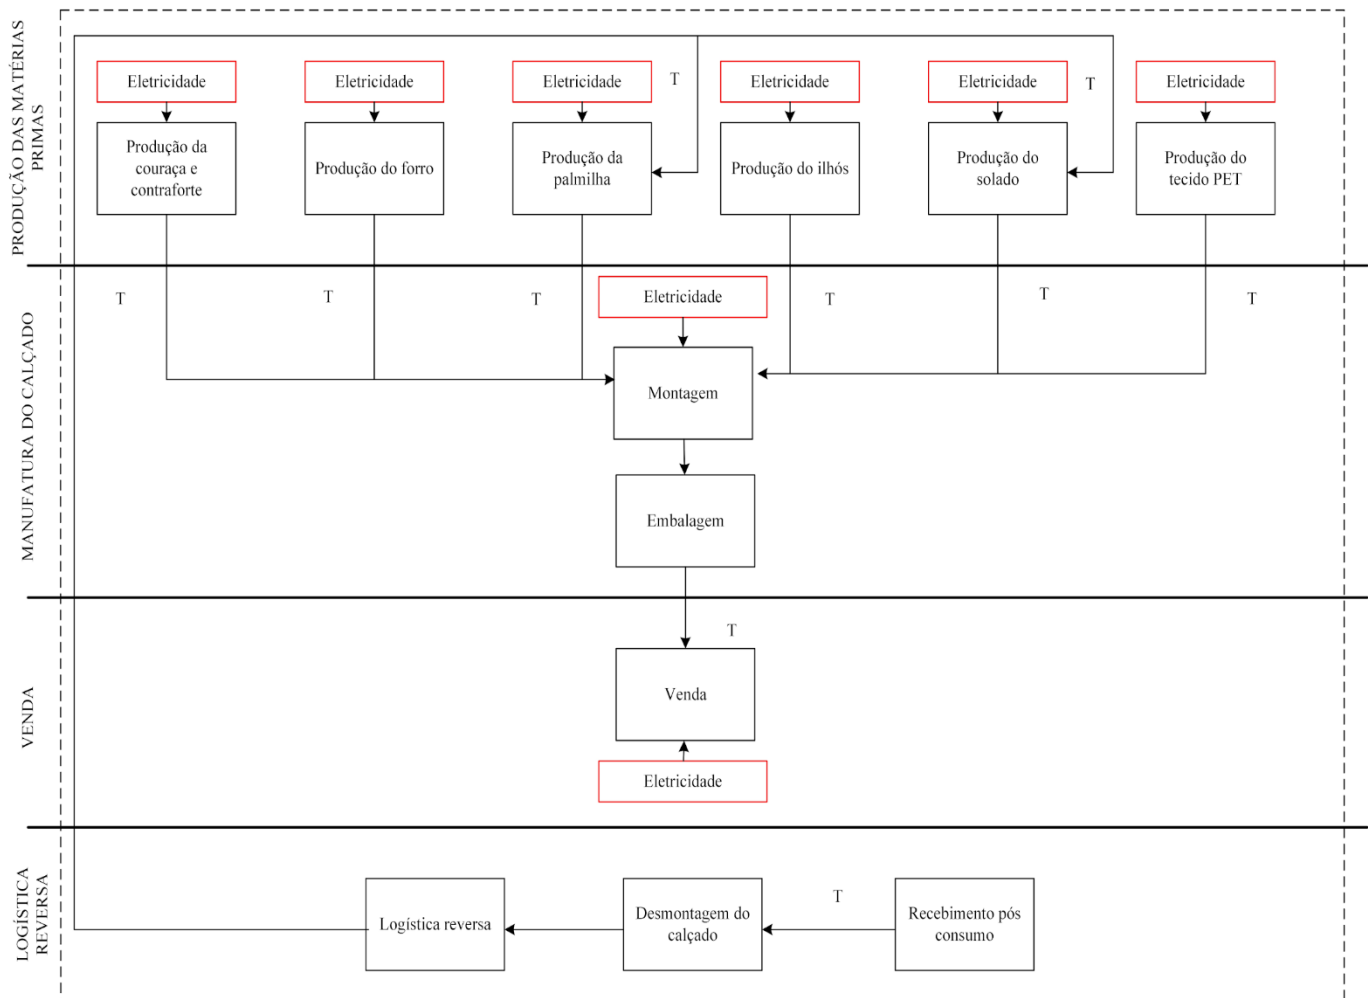 PRODUÇÃO DAS MATÉRIAS
PRIMAS
Eletricidade
Eletricidade
Eletricidade
T
Eletricidade
Eletricidade
T
Eletricidade
Produção da
couraça e
contraforte
Produção do forro
Produção da
palmilha
Produção do ilhós
Produção do
solado
Produção do
tecido PET
MANUFATURA DO CALÇADO
T
T
T
Eletricidade
T
T
T
Montagem
Embalagem
VENDA
T
Venda
Eletricidade
LOGÍSTICA
REVERSA
Logística reversa
Desmontagem do
calçado
T
Recebimento pós
consumo